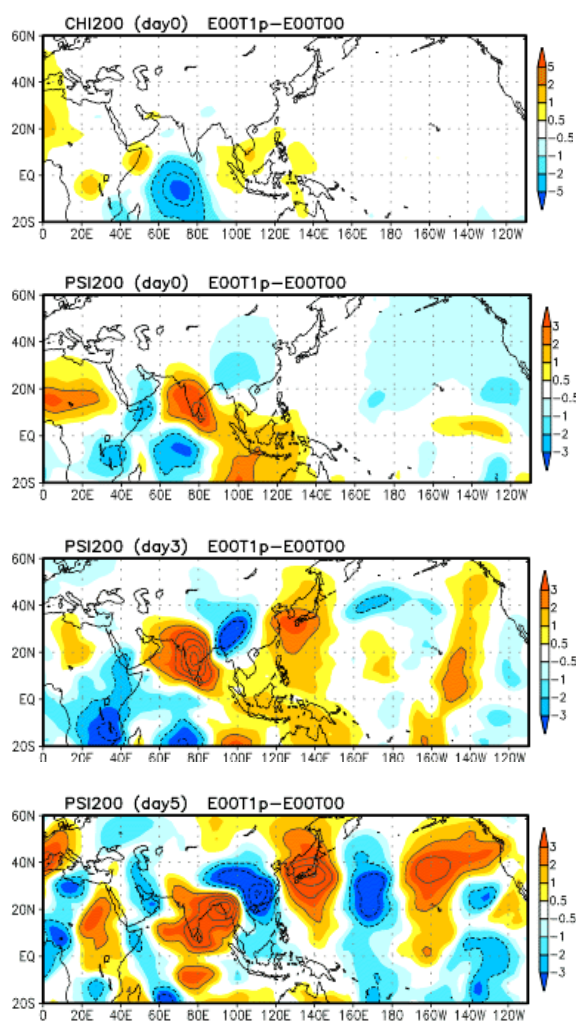 CHI200 (day0) E00T1p−E00T00
60N
40N
20N
EQ
20S
0 20E 40E 60E 80E 100E 120E 140E 160E 180 160W 140W 120W
5
2
1
0.5
−0.5
−1
−2
−5
PSI200 (day0) E00T1p−E00T00
60N
40N
20N
EQ
20S
0 20E 40E 60E 80E 100E 120E 140E 160E 180 160W 140W 120W
3
2
1
0.5
−0.5
−1
−2
−3
PSI200 (day3) E00T1p−E00T00
60N
40N
20N
EQ
20S
0 20E 40E 60E 80E 100E 120E 140E 160E 180 160W 140W 120W
3
2
1
0.5
−0.5
−1
−2
−3
PSI200 (day5) E00T1p−E00T00
60N
40N
20N
EQ
20S
0 20E 40E 60E 80E 100E 120E 140E 160E 180 160W 140W 120W
3
2
1
0.5
−0.5
−1
−2
−3